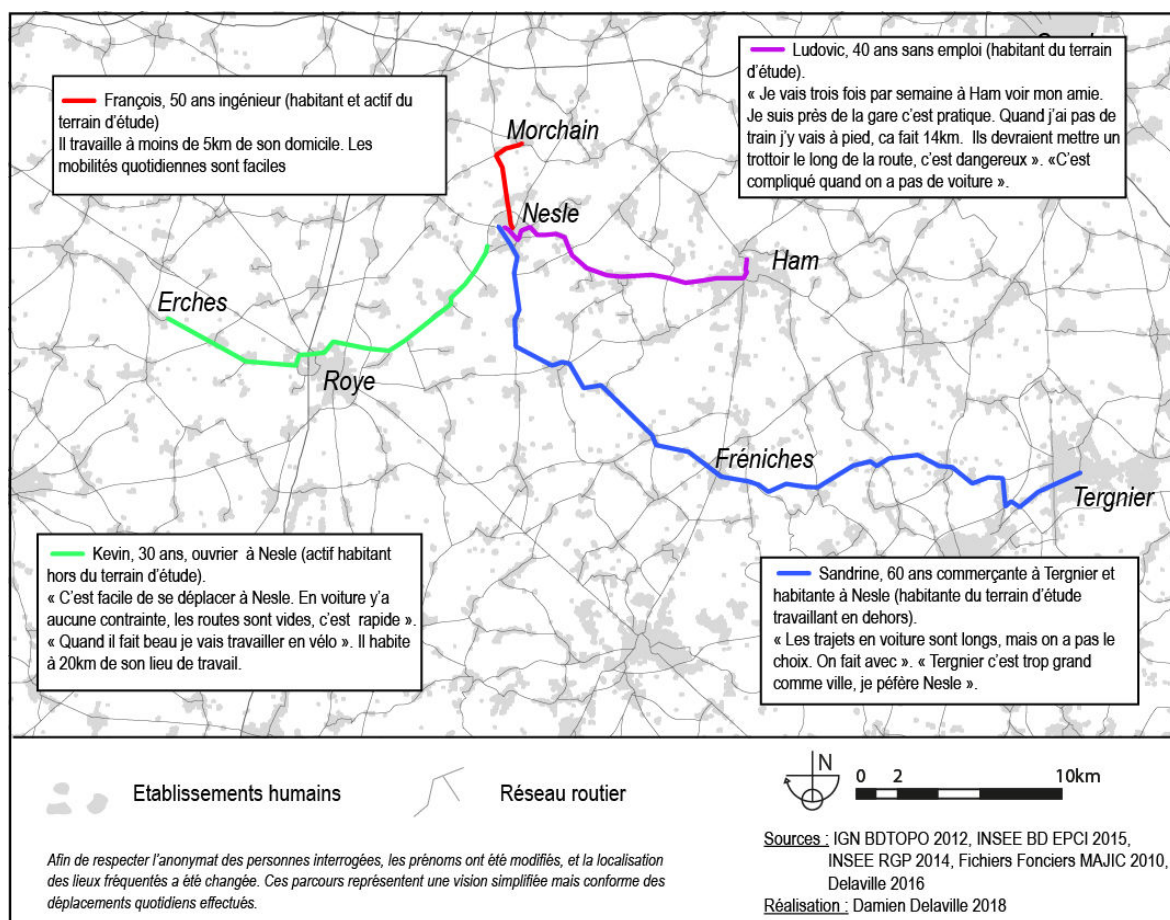 François, 50 ans ingénieur (habitant et actif du
terrain d'étude)
Il travaille à moins de 5km de son domicile. Les
mobilités quotidiennes sont faciles
Ludovic, 40 ans sans emploi (habitant du terrain
d'étude).
« Je vais trois fois par semaine à Ham voir mon amie.
Je suis près de la gare c'est pratique. Quand j'ai pas de
train j'y vais à pied, ca fait 14km.  Ils devraient mettre un
trottoir le long de la route, c'est dangereux ». «C'est
compliqué quand on a pas de voiture ».
Morchain
Nesle
Ham
Erches
Roye
Fréniches
Tergnier
Kevin, 30 ans, ouvrier  à Nesle (actif habitant
hors du terrain d'étude).
« C'est facile de se déplacer à Nesle. En voiture y'a
aucune contrainte, les routes sont vides, c'est  rapide ».
« Quand il fait beau je vais travailler en vélo ». Il habite
à 20km de son lieu de travail.
Sandrine, 60 ans commerçante à Tergnier et
habitante à Nesle (habitante du terrain d'étude
travaillant en dehors).
« Les trajets en voiture sont longs, mais on a pas le
choix. On fait avec ». « Tergnier c'est trop grand
comme ville, je péfère Nesle ».
Etablissements humains
Réseau routier
N
0 2 10km
Afin de respecter l'anonymat des personnes interrogées, les prénoms ont été modifiés, et la localisation
des lieux fréquentés a été changée. Ces parcours représentent une vision simplifiée mais conforme des
déplacements quotidiens effectués.
Sources : IGN BDTOPO 2012, INSEE BD EPCI 2015,
INSEE RGP 2014, Fichiers Fonciers MAJIC 2010,
Delaville 2016
Réalisation : Damien Delaville 2018